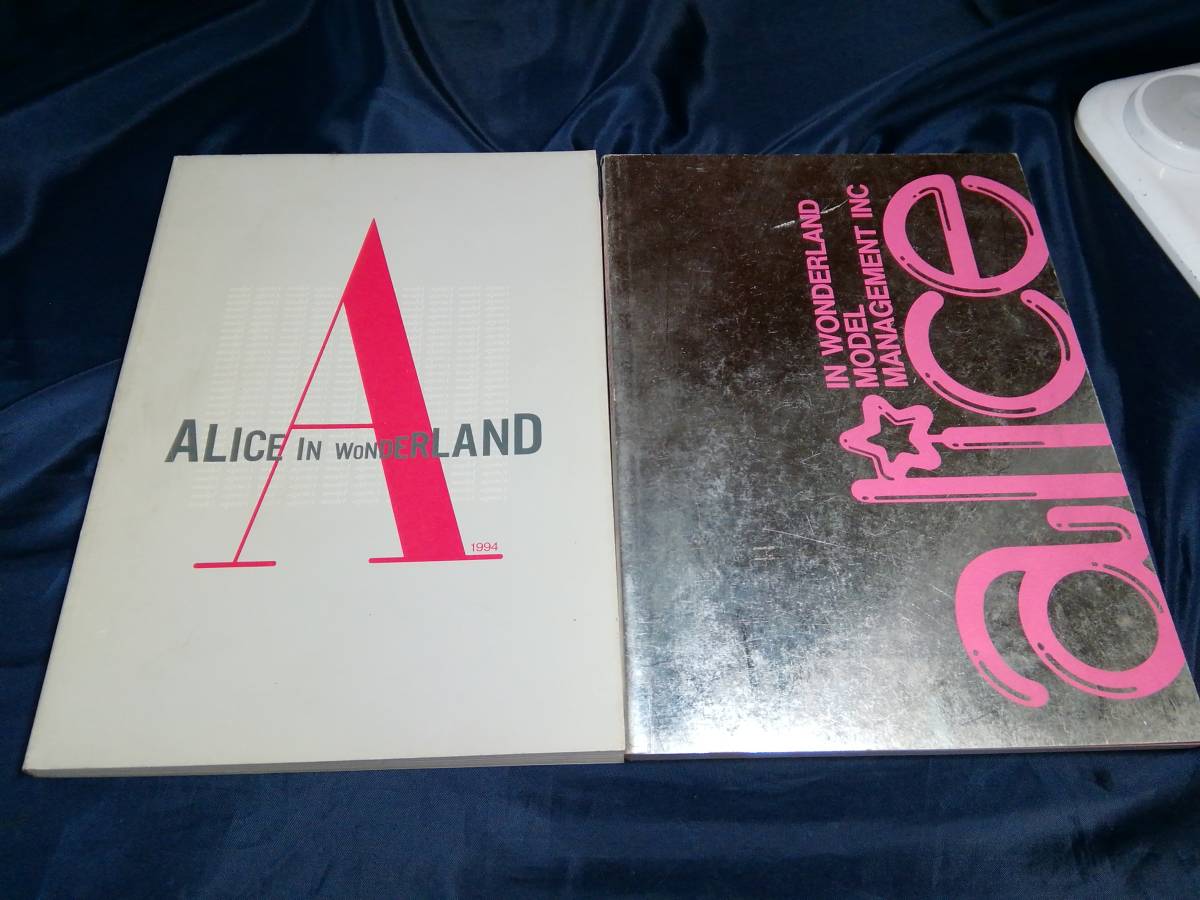 A
ALICE IN WONDERLAND
1994
alice
IN WONDERLAND
MODEL
MANAGEMENT INC